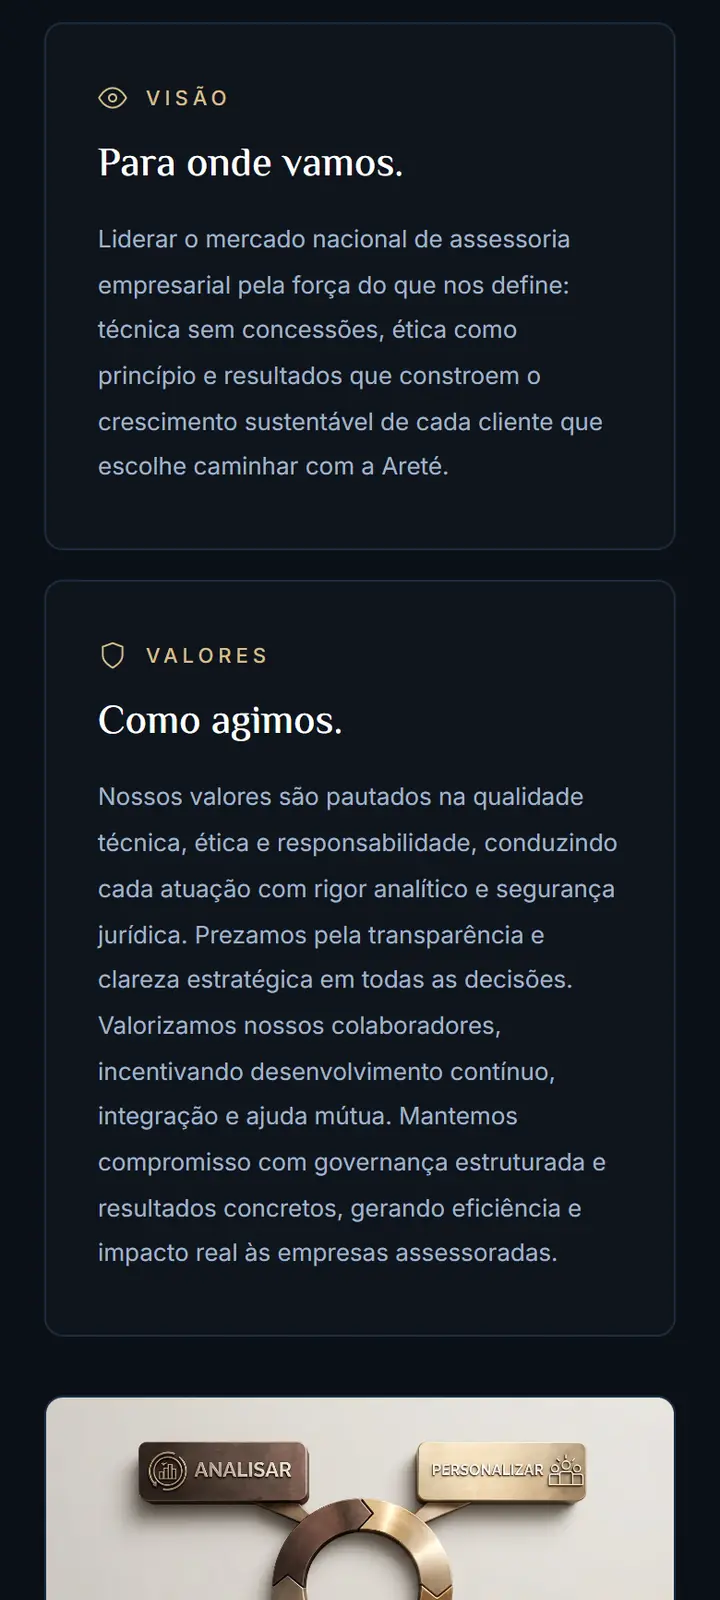 VISÃO
Para onde vamos.
Liderar o mercado nacional de assessoria
empresarial pela força do que nos define:
técnica sem concessões, ética como
princípio e resultados que constroem o
crescimento sustentável de cada cliente que
escolhe caminhar com a Areté.
VALORES
Como agimos.
Nossos valores são pautados na qualidade
técnica, ética e responsabilidade, conduzindo
cada atuação com rigor analítico e segurança
jurídica. Prezamos pela transparência e
clareza estratégica em todas as decisões.
Valorizamos nossos colaboradores,
incentivando desenvolvimento contínuo,
integração e ajuda mútua. Mantemos
compromisso com governança estruturada e
resultados concretos, gerando eficiência e
impacto real às empresas assessoradas.
ANALISAR
PERSONALIZAR